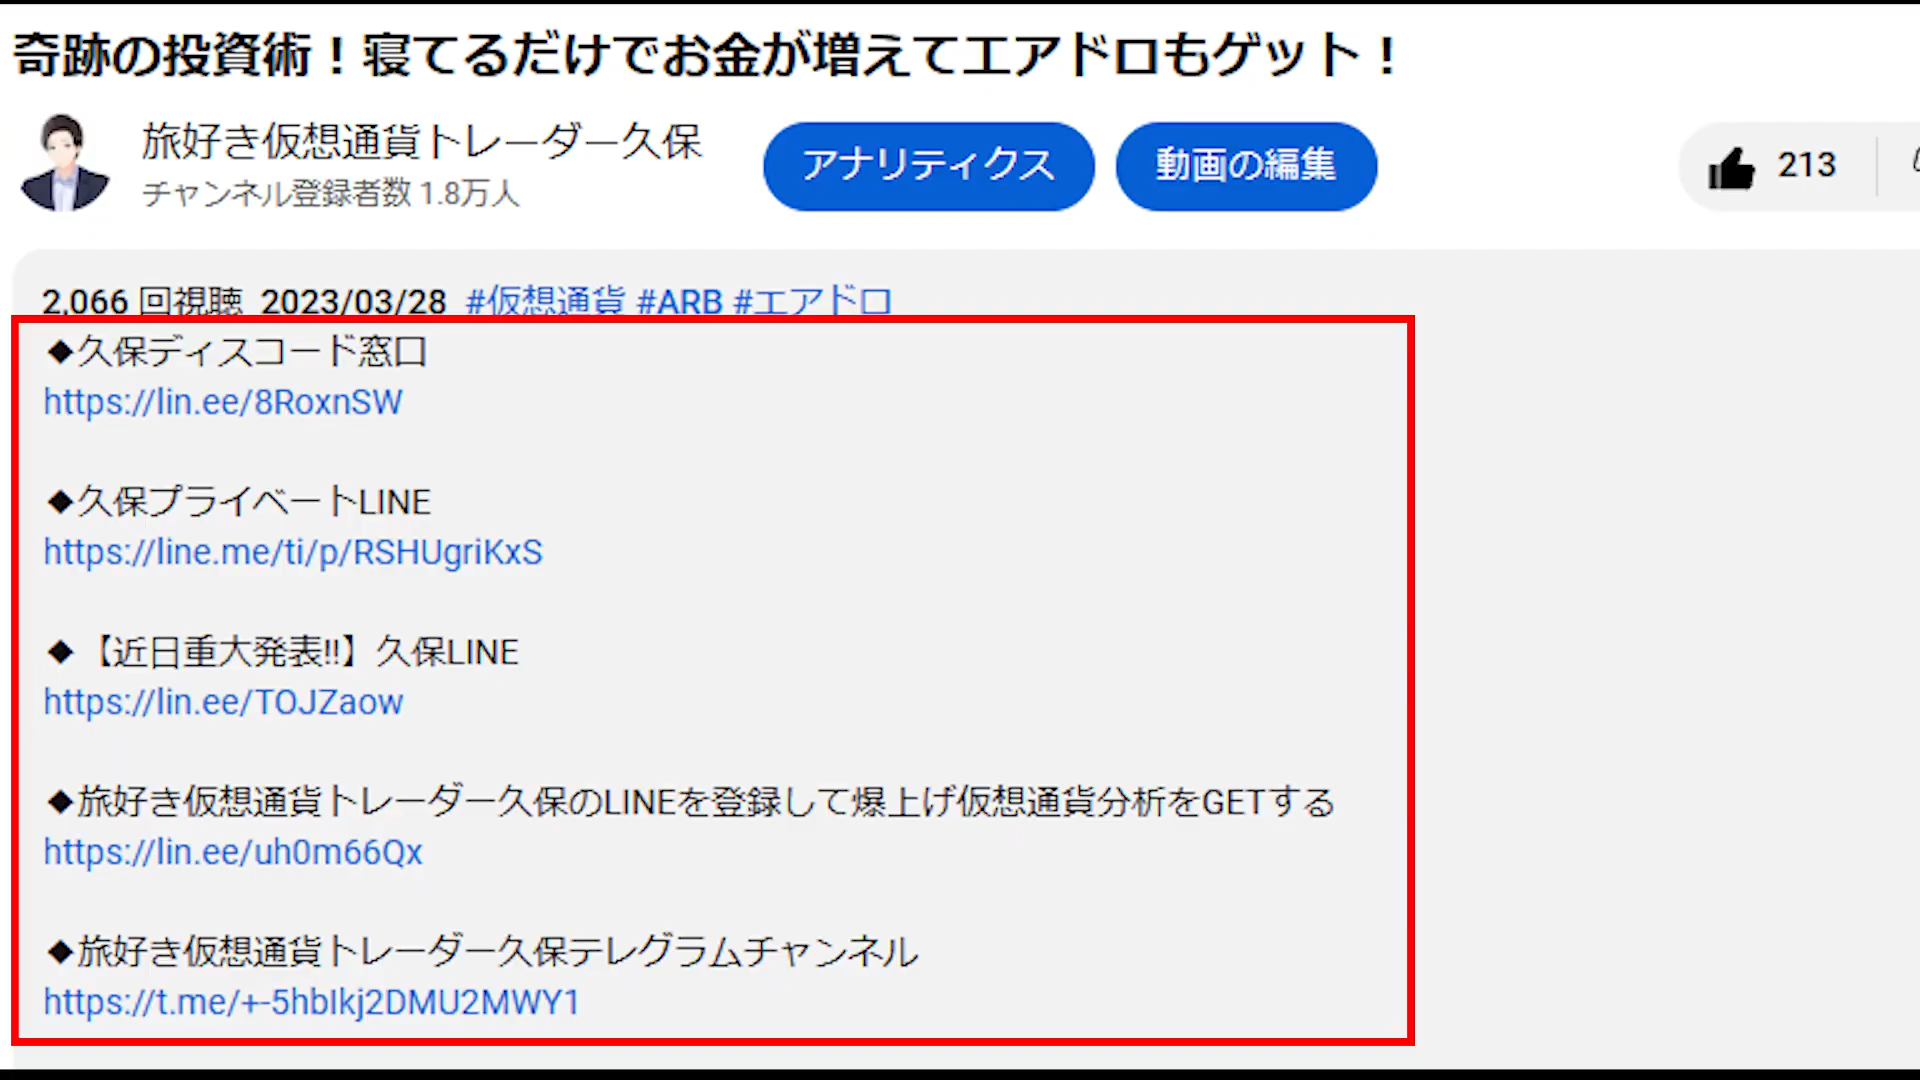 奇跡の投資術！寝てるだけでお金が増えてエアドロもゲット！
旅好き仮想通貨トレーダー久保
チャンネル登録者数 1.8万人
アナリティクス
動画の編集
213
2,066 回視聴 2023/03/28 #仮想通貨 #ARB #エアドロ
◆久保ディスコード窓口
https://lin.ee/8RoxnSW
◆久保プライベートLINE
https://line.me/ti/p/RSHUgriKxS
◆【近日重大発表!!】久保LINE
https://lin.ee/TOJZaow
◆旅好き仮想通貨トレーダー久保のLINEを登録して爆上げ仮想通貨分析をGETする
https://lin.ee/uh0m66Qx
◆旅好き仮想通貨トレーダー久保テレグラムチャンネル
https://t.me/+-5hbIkj2DMU2MWY1